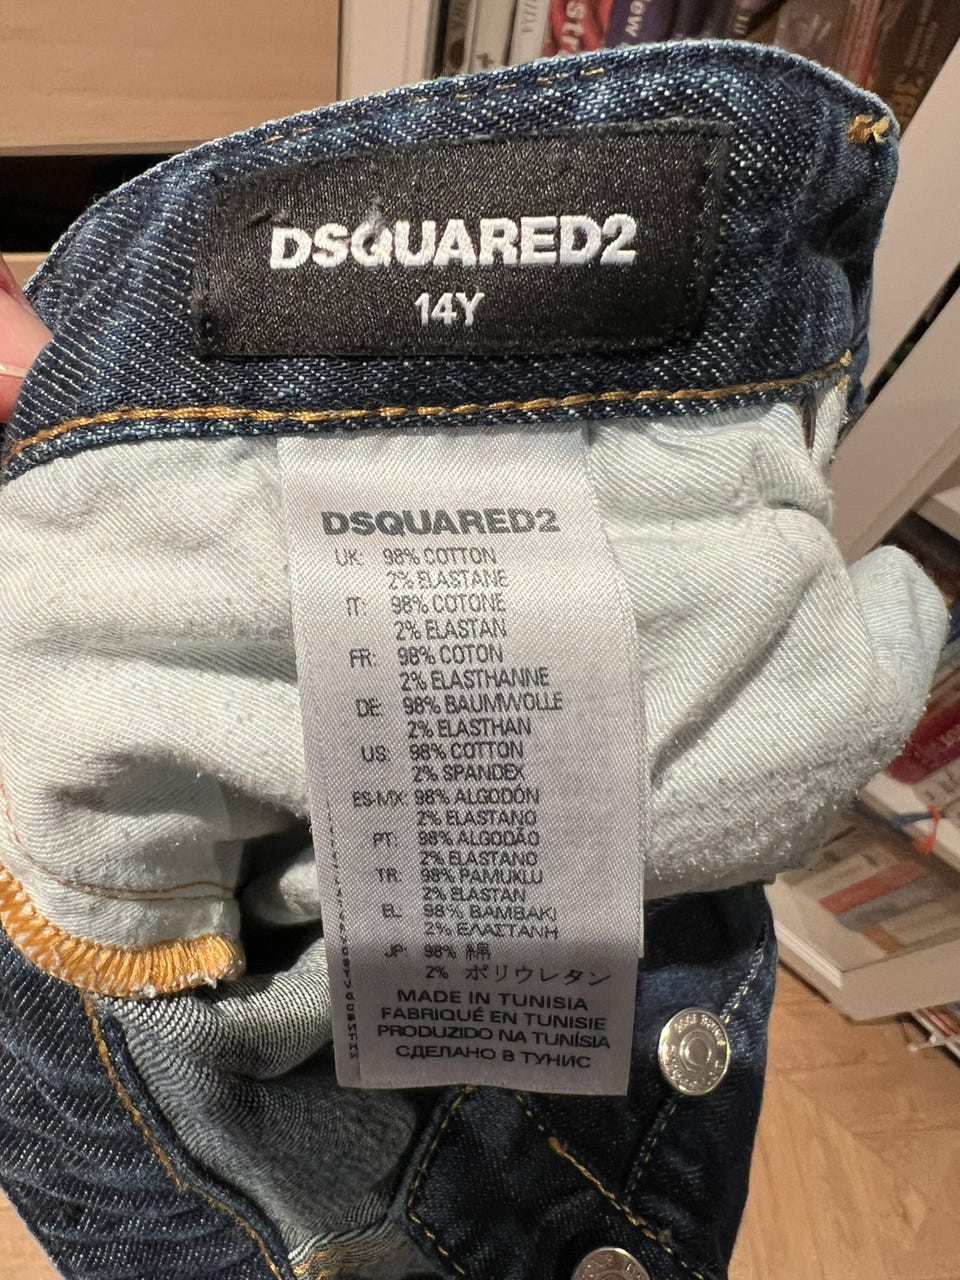 DSQUARED2
14Y
DSQUARED2
UK: 98% COTTON
2% ELASTANE
IT: 98% COTONE
2% ELASTAN
FR: 98% COTON
2% ELASTHANNE
DE: 98% BAUMWOLLE
2% ELASTHAN
US: 98% COTTON
2% SPANDEX
ES-MX: 98% ALGODÓN
2% ELASTANO
PT: 98% ALGODÃO
2% ELASTANO
TR: 98% PAMUKLU
2% ELASTAN
EL: 98% ΒΑΜΒΑΚΙ
2% ΕΛΑΣΤΑΝΗ
JP: 98% 綿
2% ポリウレタン
MADE IN TUNISIA
FABRIQUÉ EN TUNISIE
PRODUZIDO NA TUNÍSIA
СДЕЛАНО В ТУНИС